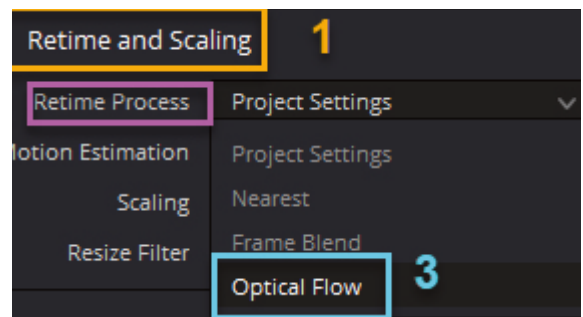 Retime and Scaling 1
Retime Process Project Settings
Motion Estimation Project Settings
Scaling Nearest
Resize Filter Frame Blend
Optical Flow 3